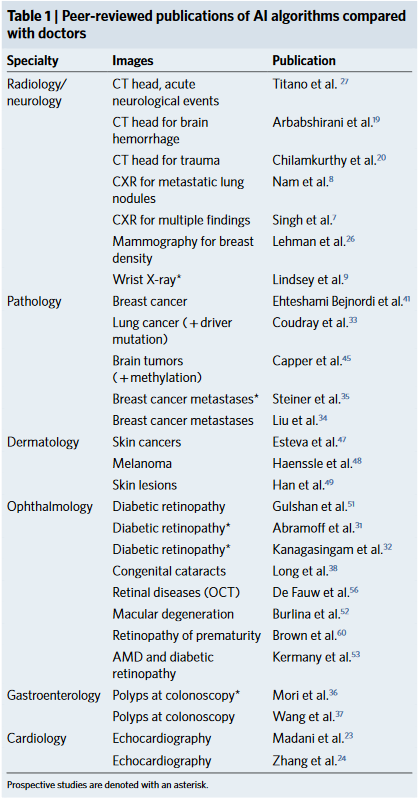 Table 1 | Peer-reviewed publications of AI algorithms compared
with doctors
Specialty Images Publication
Radiology/ CT head, acute Titano et al. 27
neurology neurological events
CT head for brain Arbabshirani et al.19
hemorrhage
CT head for trauma Chilamkurthy et al.20
CXR for metastatic lung Nam et al.8
nodules
CXR for multiple findings Singh et al.7
Mammography for breast Lehman et al.26
density
Wrist X-ray* Lindsey et al.9
Pathology Breast cancer Ehteshami Bejnordi et al.41
Lung cancer (+driver Coudray et al.33
mutation)
Brain tumors Capper et al.45
(+methylation)
Breast cancer metastases* Steiner et al.35
Breast cancer metastases Liu et al.34
Dermatology Skin cancers Esteva et al.47
Melanoma Haenssle et al.48
Skin lesions Han et al.49
Ophthalmology Diabetic retinopathy Gulshan et al.51
Diabetic retinopathy* Abramoff et al.31
Diabetic retinopathy* Kanagasingam et al.32
Congenital cataracts Long et al.38
Retinal diseases (OCT) De Fauw et al.56
Macular degeneration Burlina et al.52
Retinopathy of prematurity Brown et al.60
AMD and diabetic Kermany et al.53
retinopathy
Gastroenterology Polyps at colonoscopy* Mori et al.36
Polyps at colonoscopy Wang et al.37
Cardiology Echocardiography Madani et al.23
Echocardiography Zhang et al.24
Prospective studies are denoted with an asterisk.